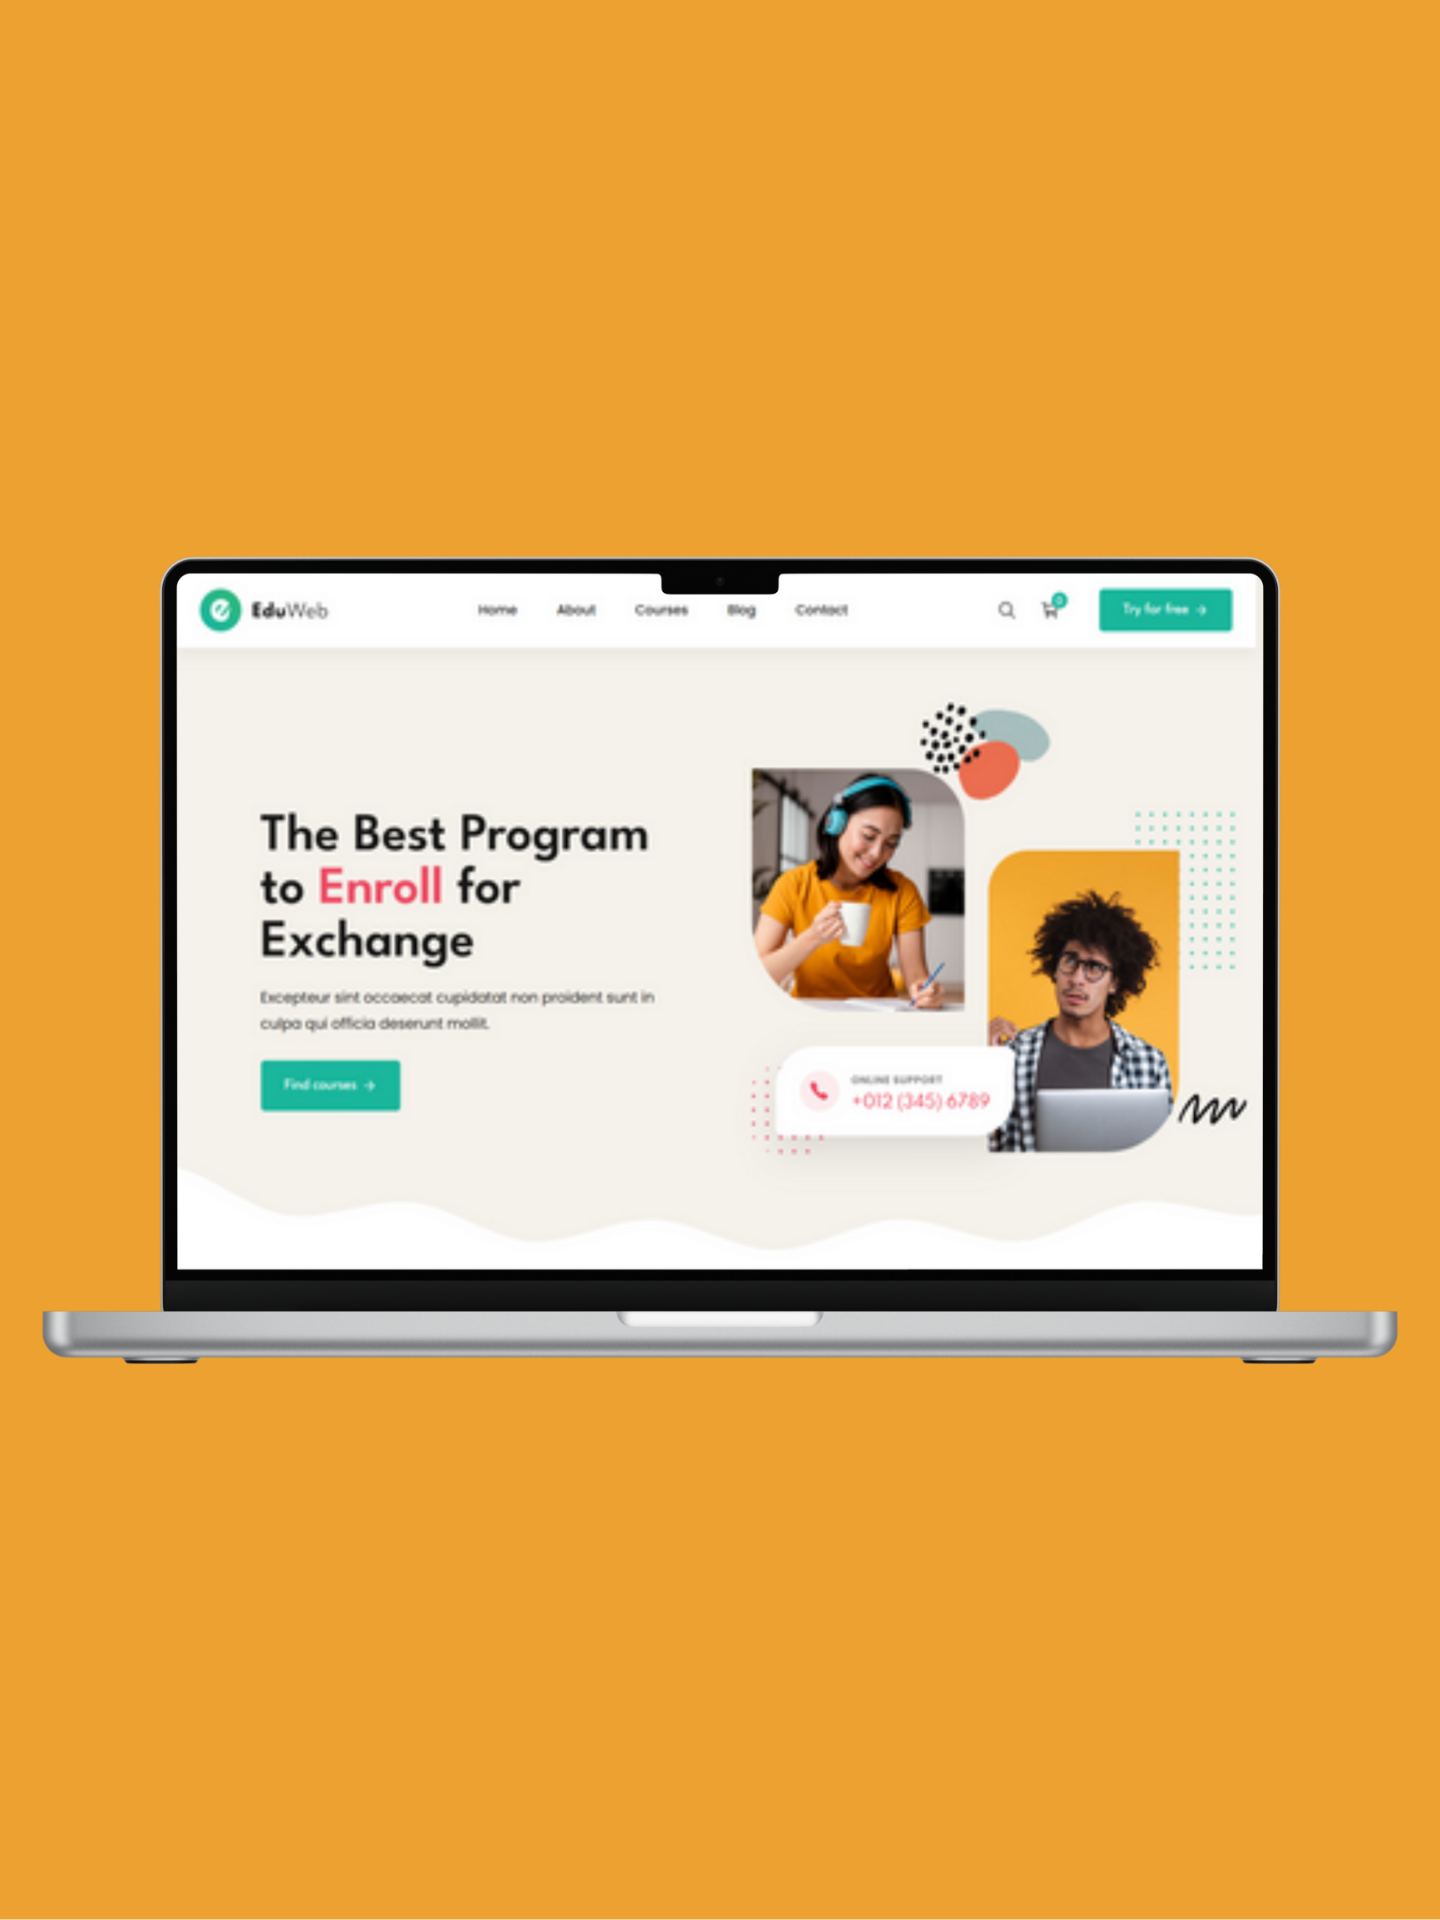 EduWeb
Home About Courses Blog Contact
0
Try for free →
The Best Program
to Enroll for
Exchange
Excepteur sint occaecat cupidatat non proident sunt in
culpa qui officia deserunt mollit.
Find courses →
ONLINE SUPPORT
+012 (345) 6789